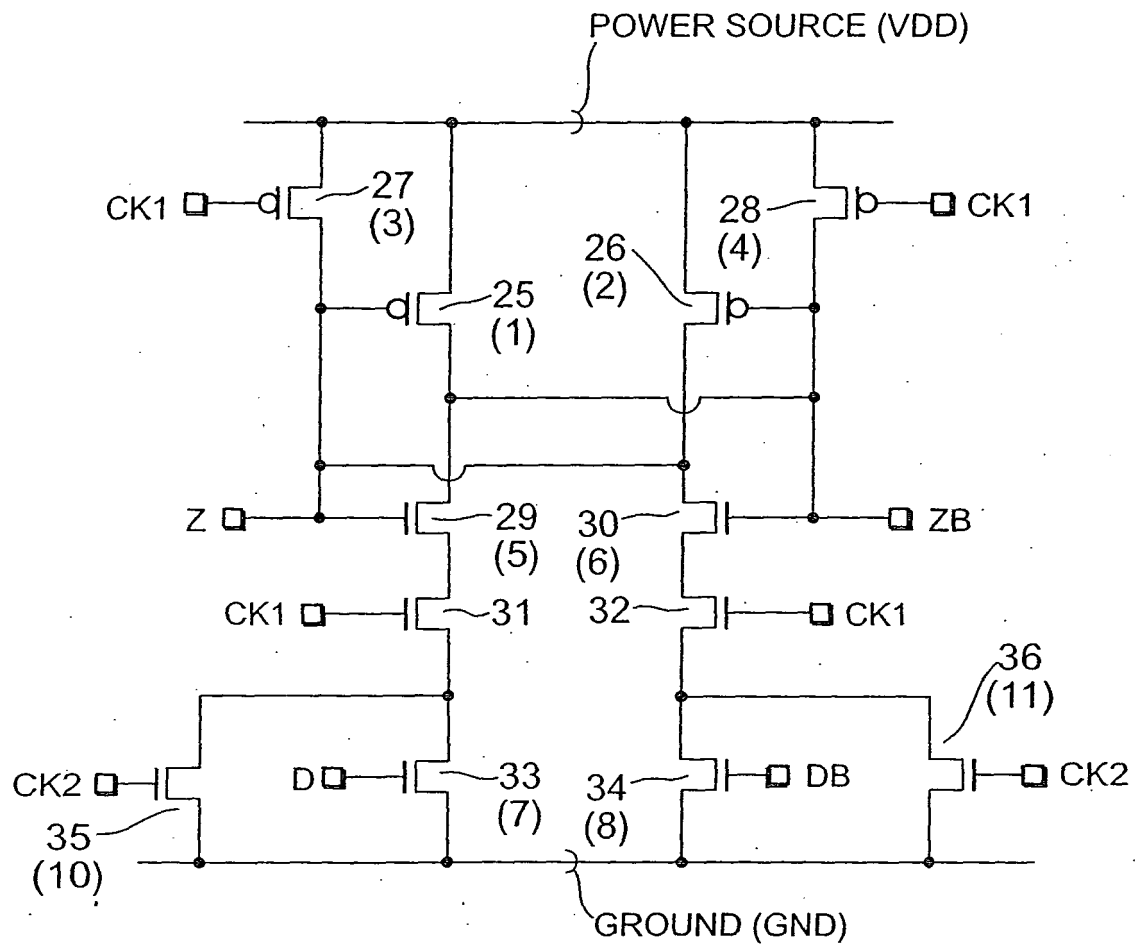 POWER SOURCE (VDD)
CK1
27
(3)
28
(4)
CK1
25
(1)
26
(2)
Z
29
(5)
30
(6)
ZB
CK1
31
32
CK1
36
(11)
CK2
D
33
(7)
34
(8)
DB
CK2
35
(10)
GROUND (GND)